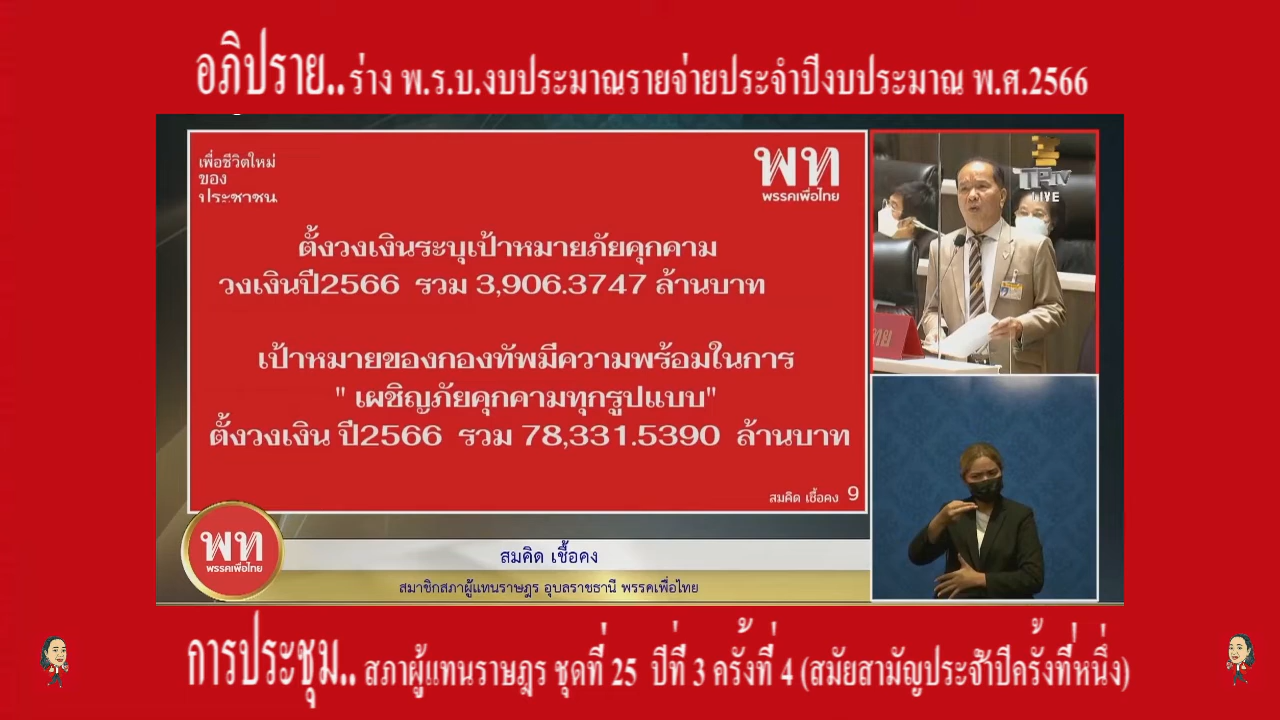 อภิปราย.. ร่าง พ.ร.บ.งบประมาณรายจ่ายประจำปีงบประมาณ พ.ศ.2566
เพื่อชีวิตใหม่
ของ
ประชาชน
พท
พรรคเพื่อไทย
ตั้งวงเงินระบุเป้าหมายภัยคุกคาม
วงเงินปี2566 รวม 3,906.3747 ล้านบาท
เป้าหมายของกองทัพมีความพร้อมในการ
" เผชิญภัยคุกคามทุกรูปแบบ"
ตั้งวงเงิน ปี2566 รวม 78,331.5390 ล้านบาท
สมคิด เชื้อคง 9
LIVE
พท
พรรคเพื่อไทย
สมคิด เชื้อคง
สมาชิกสภาผู้แทนราษฎร อุบลราชธานี พรรคเพื่อไทย
การประชุม.. สภาผู้แทนราษฎร ชุดที่ 25 ปีที่ 3 ครั้งที่ 4 (สมัยสามัญประจำปีครั้งที่หนึ่ง)